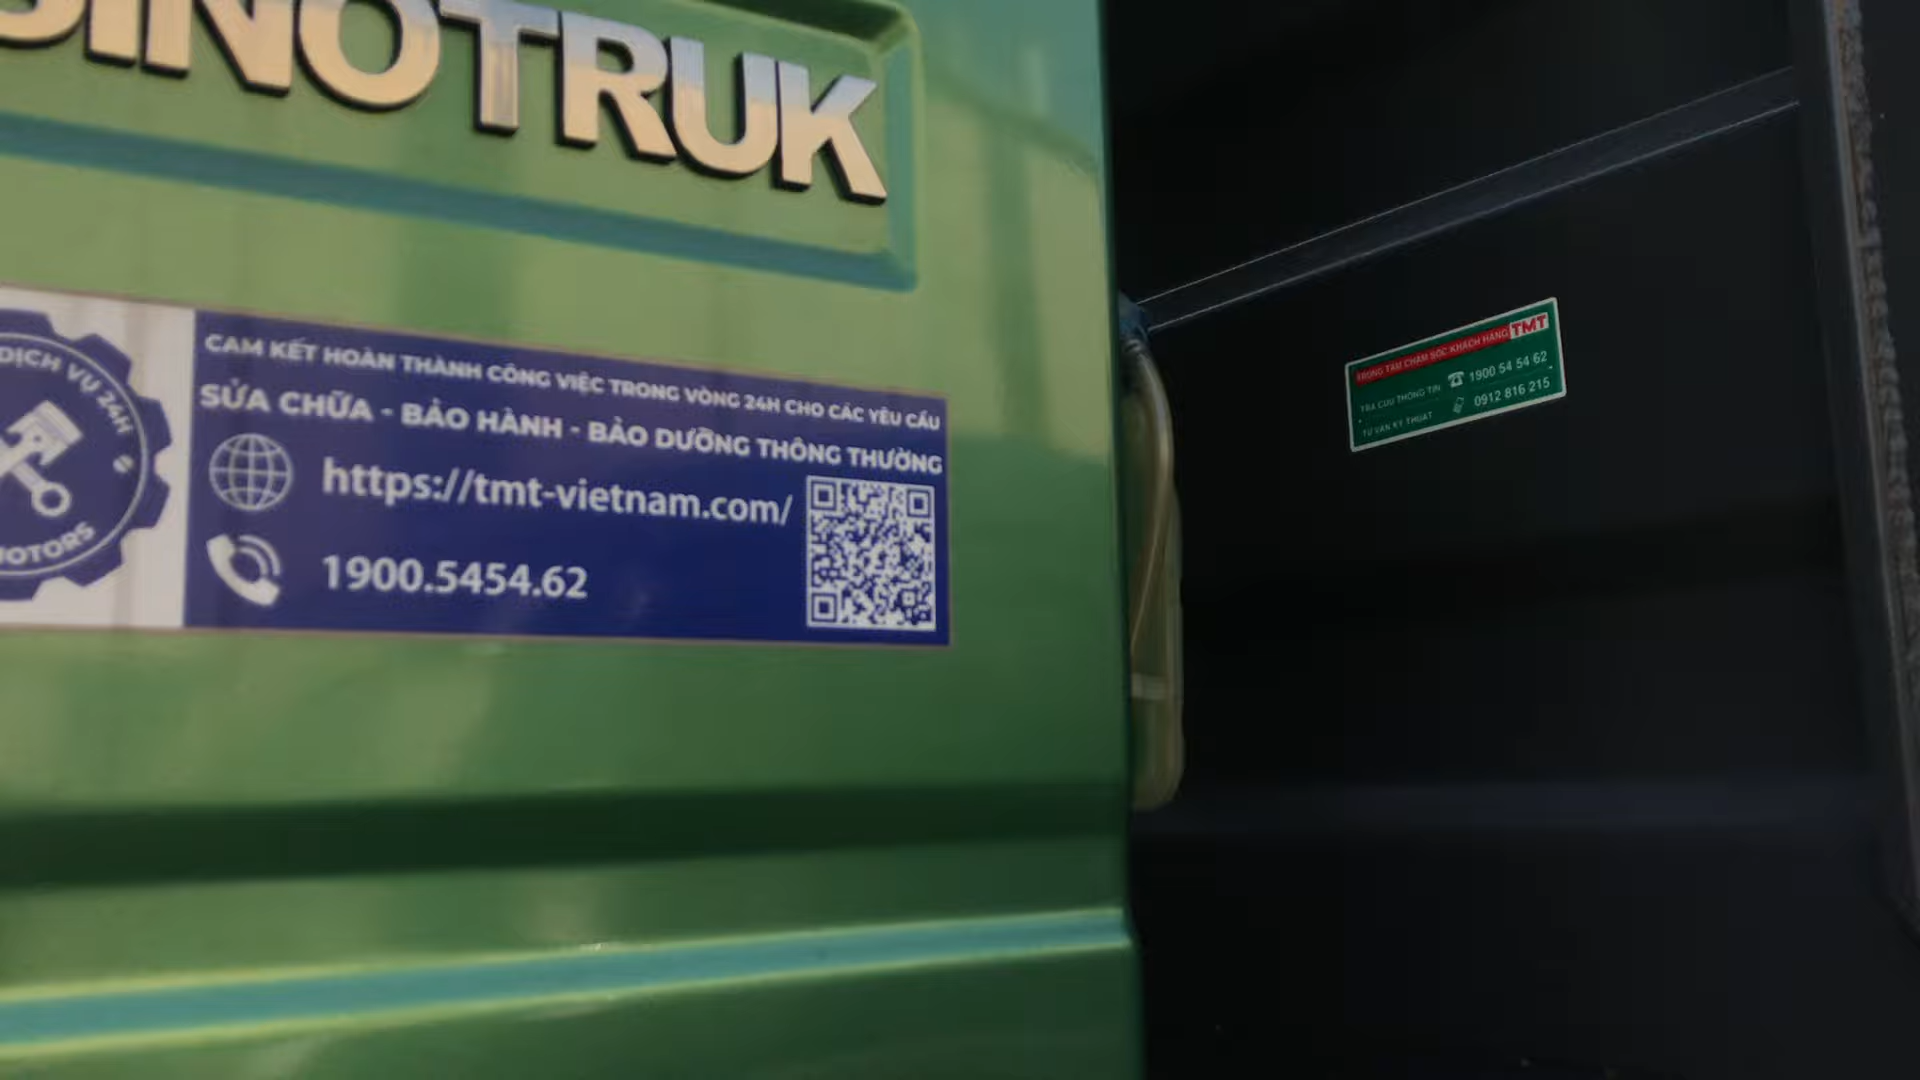 SINOTRUK
DỊCH VỤ 24H
MOTORS
CAM KẾT HOÀN THÀNH CÔNG VIỆC TRONG VÒNG 24H CHO CÁC YÊU CẦU
SỬA CHỮA - BẢO HÀNH - BẢO DƯỠNG THÔNG THƯỜNG
https://tmt-vietnam.com/
1900.5454.62
TRUNG TÂM CHĂM SÓC KHÁCH HÀNG TMT
TRA CỨU THÔNG TIN 1900 54 54 62
TƯ VẤN KỸ THUẬT 0912 816 215